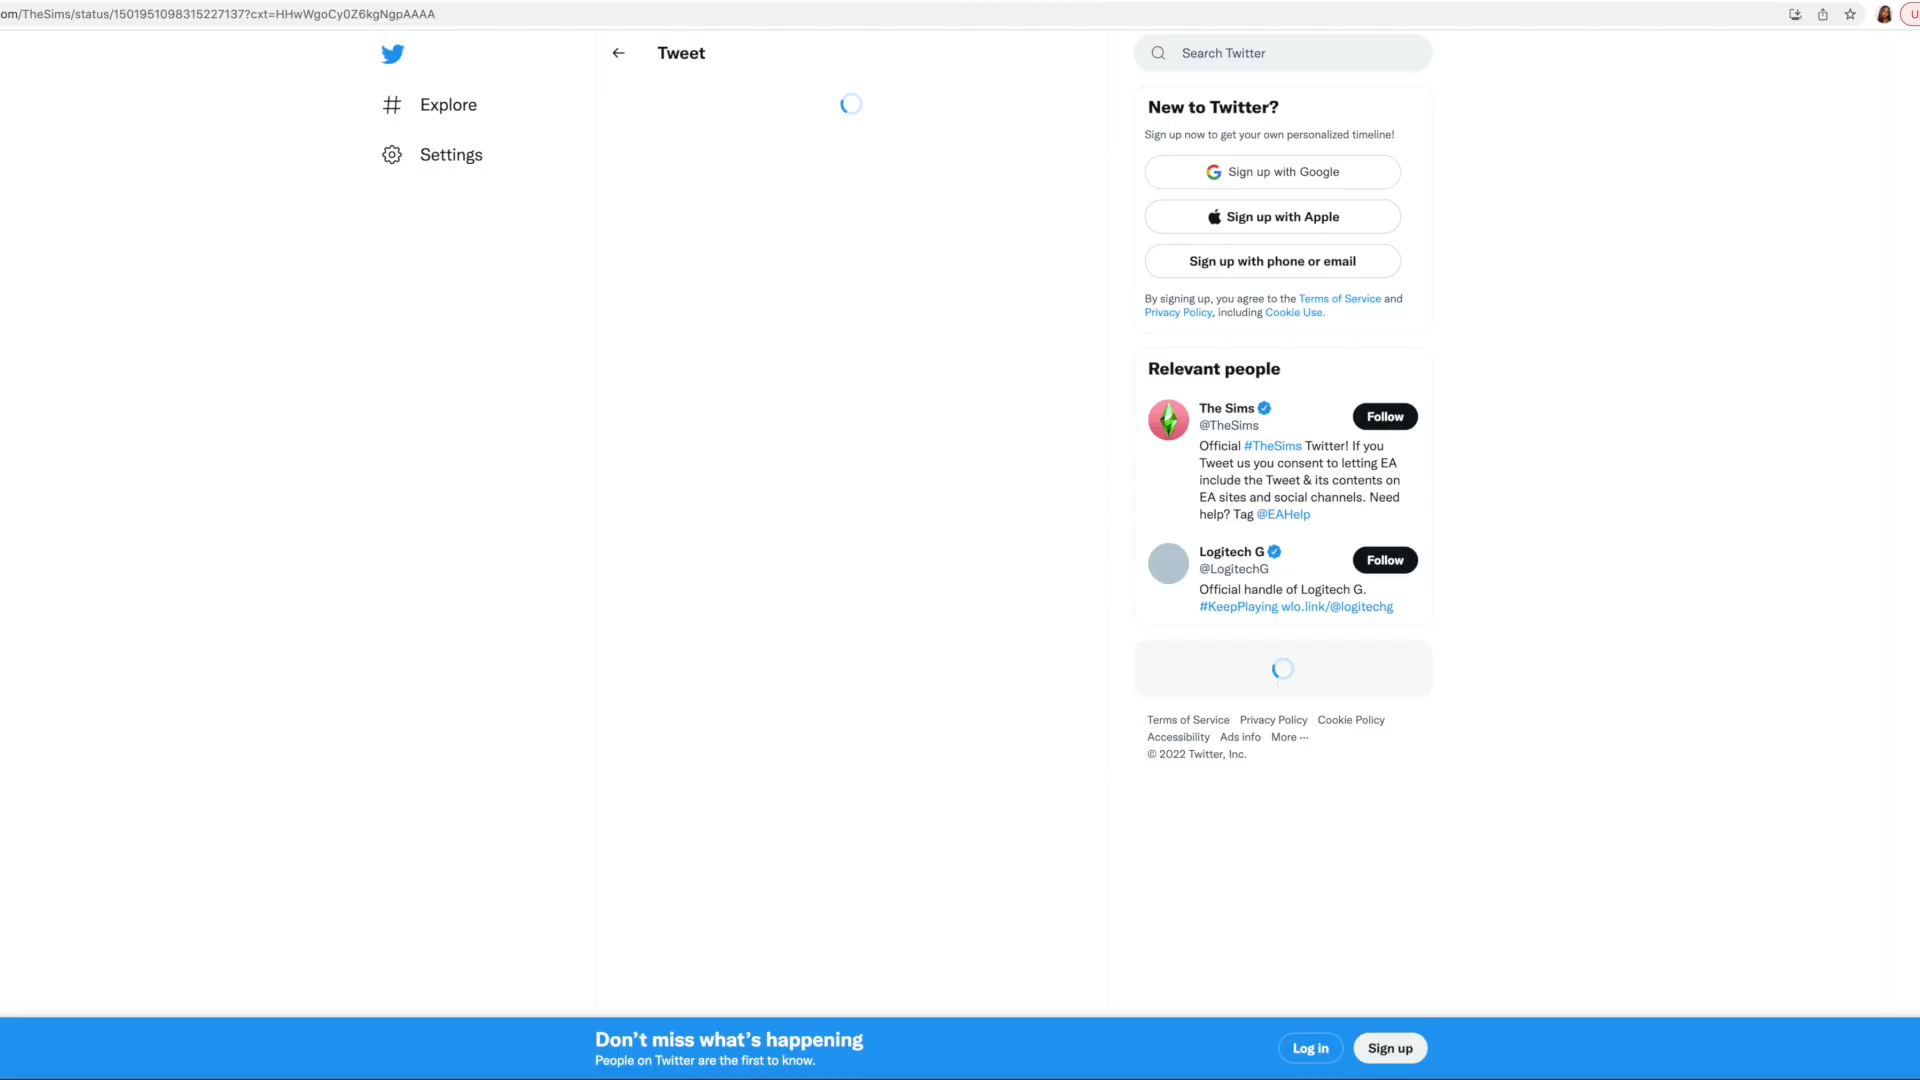 om/TheSims/status/1501951098315227137?cxt=HHwWgoCy0Z6kgNgpAAAA
Explore
Settings
Tweet
Search Twitter
New to Twitter?
Sign up now to get your own personalized timeline!
Sign up with Google
Sign up with Apple
Sign up with phone or email
By signing up, you agree to the Terms of Service and
Privacy Policy, including Cookie Use.
Relevant people
The Sims
@TheSims
Follow
Official #TheSims Twitter! If you
Tweet us you consent to letting EA
include the Tweet & its contents on
EA sites and social channels. Need
help? Tag @EAHelp
Logitech G
@LogitechG
Follow
Official handle of Logitech G.
#KeepPlaying wlo.link/@logitechg
Terms of Service Privacy Policy Cookie Policy
Accessibility Ads info More ···
© 2022 Twitter, Inc.
Don’t miss what’s happening
People on Twitter are the first to know.
Log in
Sign up